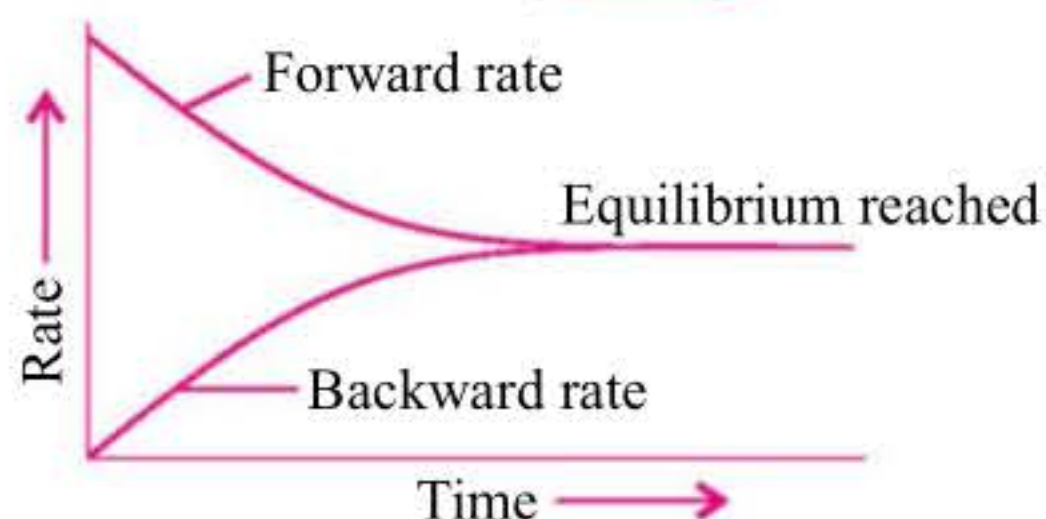 Forward rate
Equilibrium reached
Rate
Backward rate
Time